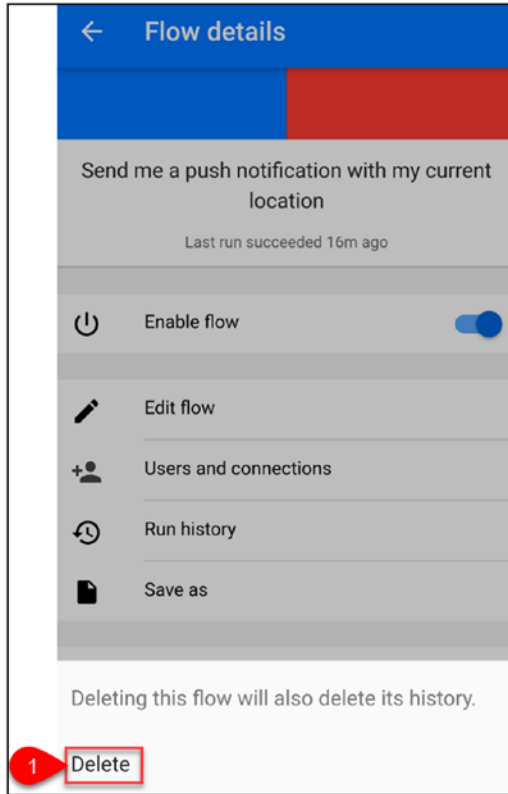 Flow details
Send me a push notification with my current
location
Last run succeeded 16m ago
Enable flow
Edit flow
Users and connections
Run history
Save as
Deleting this flow will also delete its history.
1 Delete